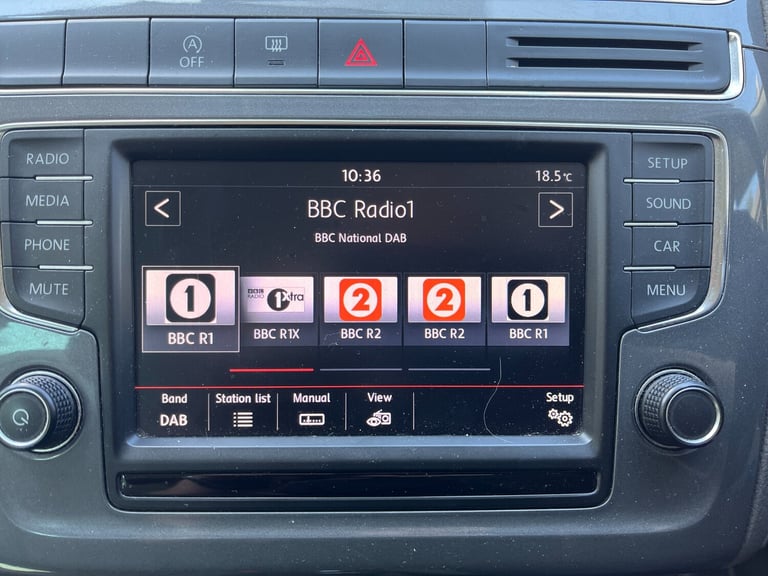 A
OFF
RADIO
MEDIA
PHONE
MUTE
SETUP
SOUND
CAR
MENU
10:36 18.5°C
< BBC Radio1 >
BBC National DAB
1 BBC RADIO 1Xtra 2 2 1
BBC R1 BBC R1X BBC R2 BBC R2 BBC R1
Band Station list Manual View Setup
DAB